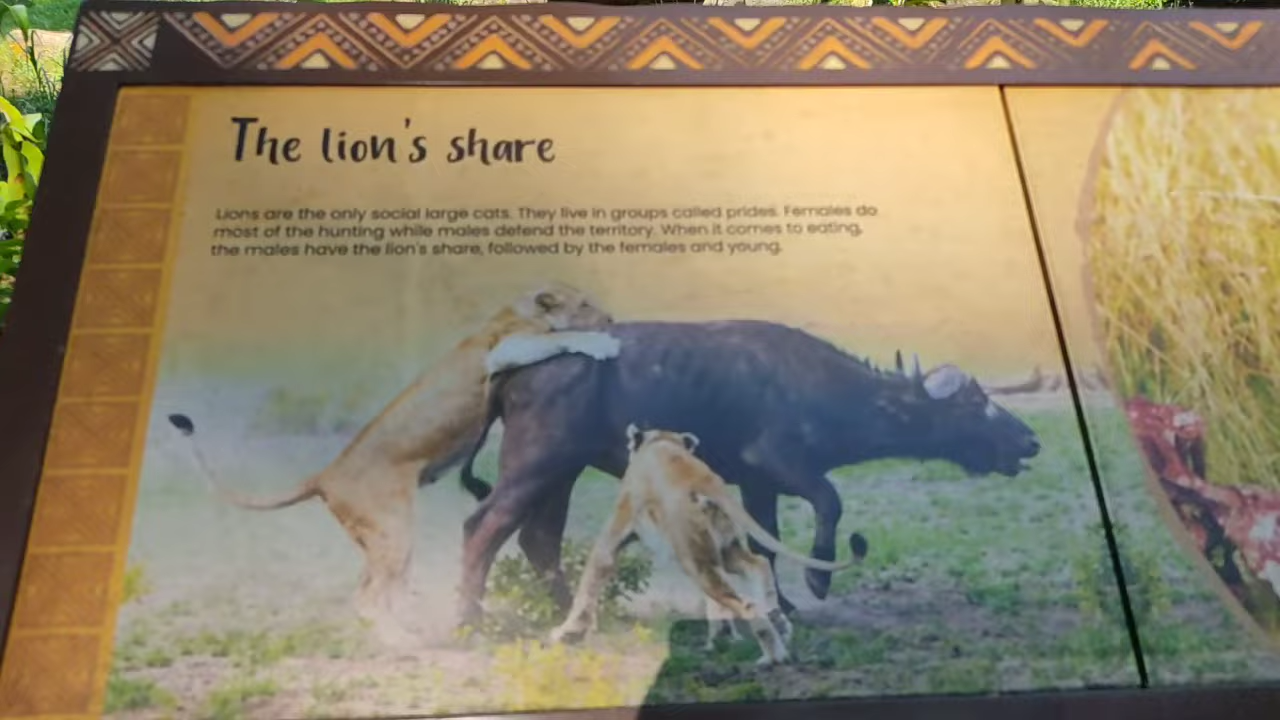 The lion's share
Lions are the only social large cats. They live in groups called prides. Females do
most of the hunting while males defend the territory. When it comes to eating,
the males have the lion's share, followed by the females and young.